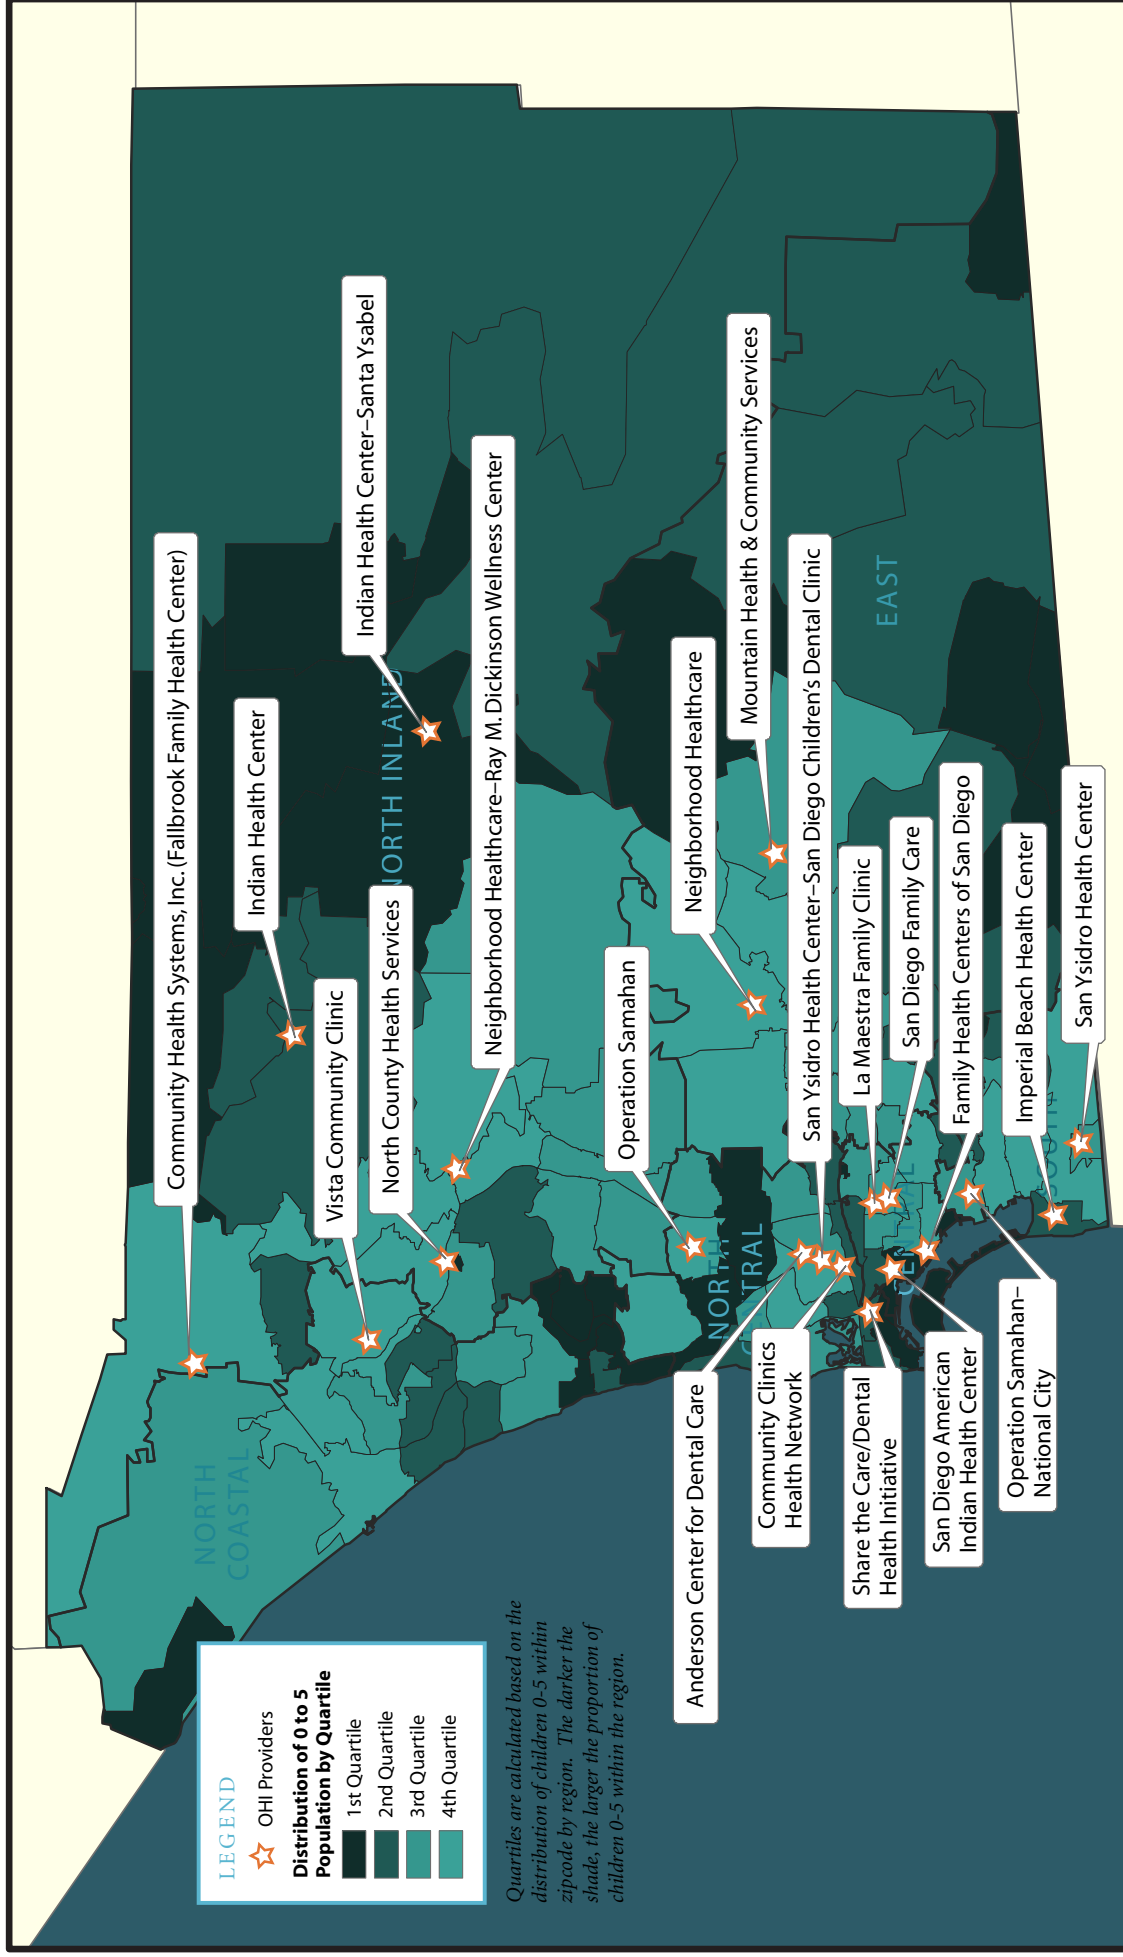 LEGEND
OHI Providers
Distribution of 0 to 5
Population by Quartile
1st Quartile
2nd Quartile
3rd Quartile
4th Quartile
Quartiles are calculated based on the
distribution of children 0-5 within
zipcode by region. The darker the
shade, the larger the proportion of
children 0-5 within the region.
NORTH
COASTAL
NORTH INLAND
NORTH
CENTRAL
CENTRAL
EAST
SOUTH
Community Health Systems, Inc.(Fallbrook Family Health Center)
Indian Health Center
Vista Community Clinic
Indian Health Center–Santa Ysabel
North County Health Services
Neighborhood Healthcare–Ray M. Dickinson Wellness Center
Operation Samahan
Neighborhood Healthcare
Mountain Health & Community Services
San Ysidro Health Center–San Diego Children's Dental Clinic
La Maestra Family Clinic
San Diego Family Care
Family Health Centers of San Diego
Imperial Beach Health Center
San Ysidro Health Center
Anderson Center for Dental Care
Community Clinics
Health Network
Share the Care/Dental
Health Initiative
San Diego American
Indian Health Center
Operation Samahan–
National City